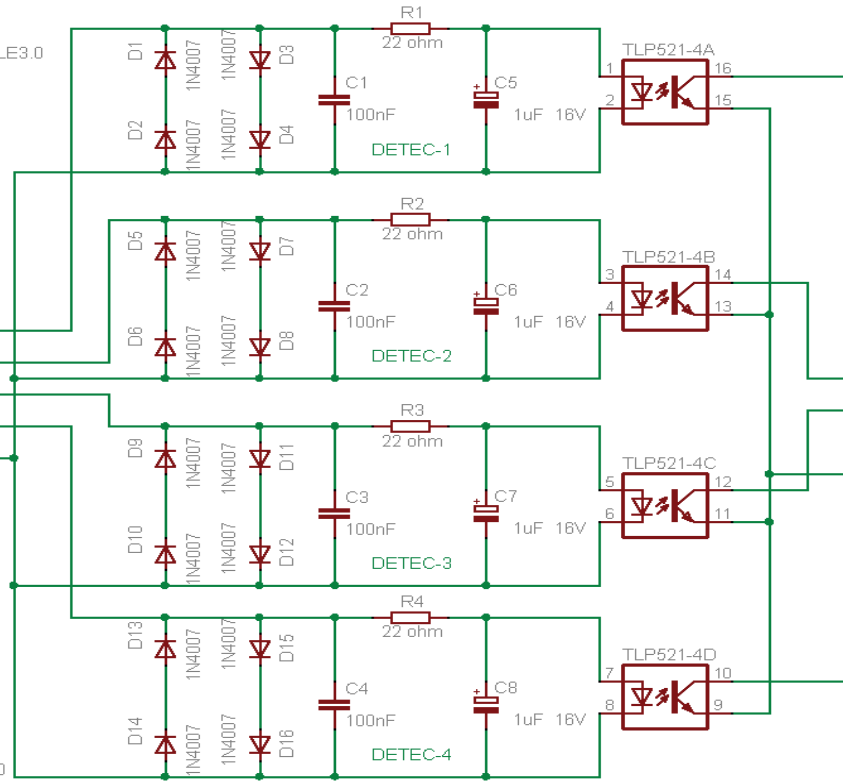 LE3.0
R1
22 ohm
D1
1N4007
1N4007
D3
D2
1N4007
1N4007
D4
C1
100nF
DETEC-1
+
C5
1uF 16V
TLP521-4A
1
16
2
15
R2
22 ohm
D5
1N4007
1N4007
D7
D6
1N4007
1N4007
D8
C2
100nF
DETEC-2
+
C6
1uF 16V
TLP521-4B
3
14
4
13
R3
22 ohm
D9
1N4007
1N4007
D11
D10
1N4007
1N4007
D12
C3
100nF
DETEC-3
+
C7
1uF 16V
TLP521-4C
5
12
6
11
R4
22 ohm
D13
1N4007
1N4007
D15
D14
1N4007
1N4007
D16
C4
100nF
DETEC-4
+
C8
1uF 16V
TLP521-4D
7
10
8
9